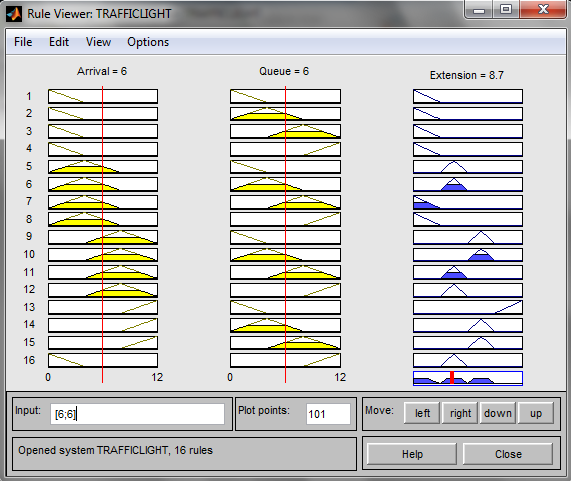 Rule Viewer: TRAFFICLIGHT
File Edit View Options
Arrival = 6 Queue = 6 Extension = 8.7
1
2
3
4
5
6
7
8
9
10
11
12
13
14
15
16
0 12 0 12
Input: [6;6] Plot points: 101 Move: left right down up
Opened system TRAFFICLIGHT, 16 rules
Help Close